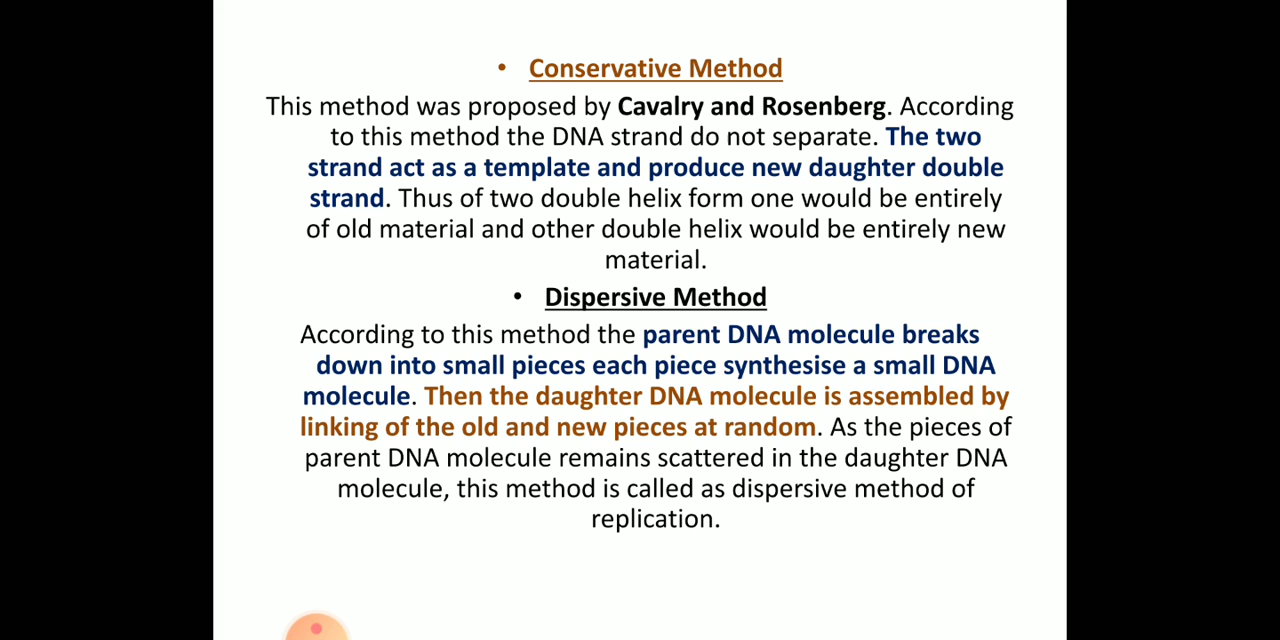 • Conservative Method
This method was proposed by Cavalry and Rosenberg. According
to this method the DNA strand do not separate. The two
strand act as a template and produce new daughter double
strand. Thus of two double helix form one would be entirely
of old material and other double helix would be entirely new
material.
• Dispersive Method
According to this method the parent DNA molecule breaks
down into small pieces each piece synthesise a small DNA
molecule. Then the daughter DNA molecule is assembled by
linking of the old and new pieces at random. As the pieces of
parent DNA molecule remains scattered in the daughter DNA
molecule, this method is called as dispersive method of
replication.